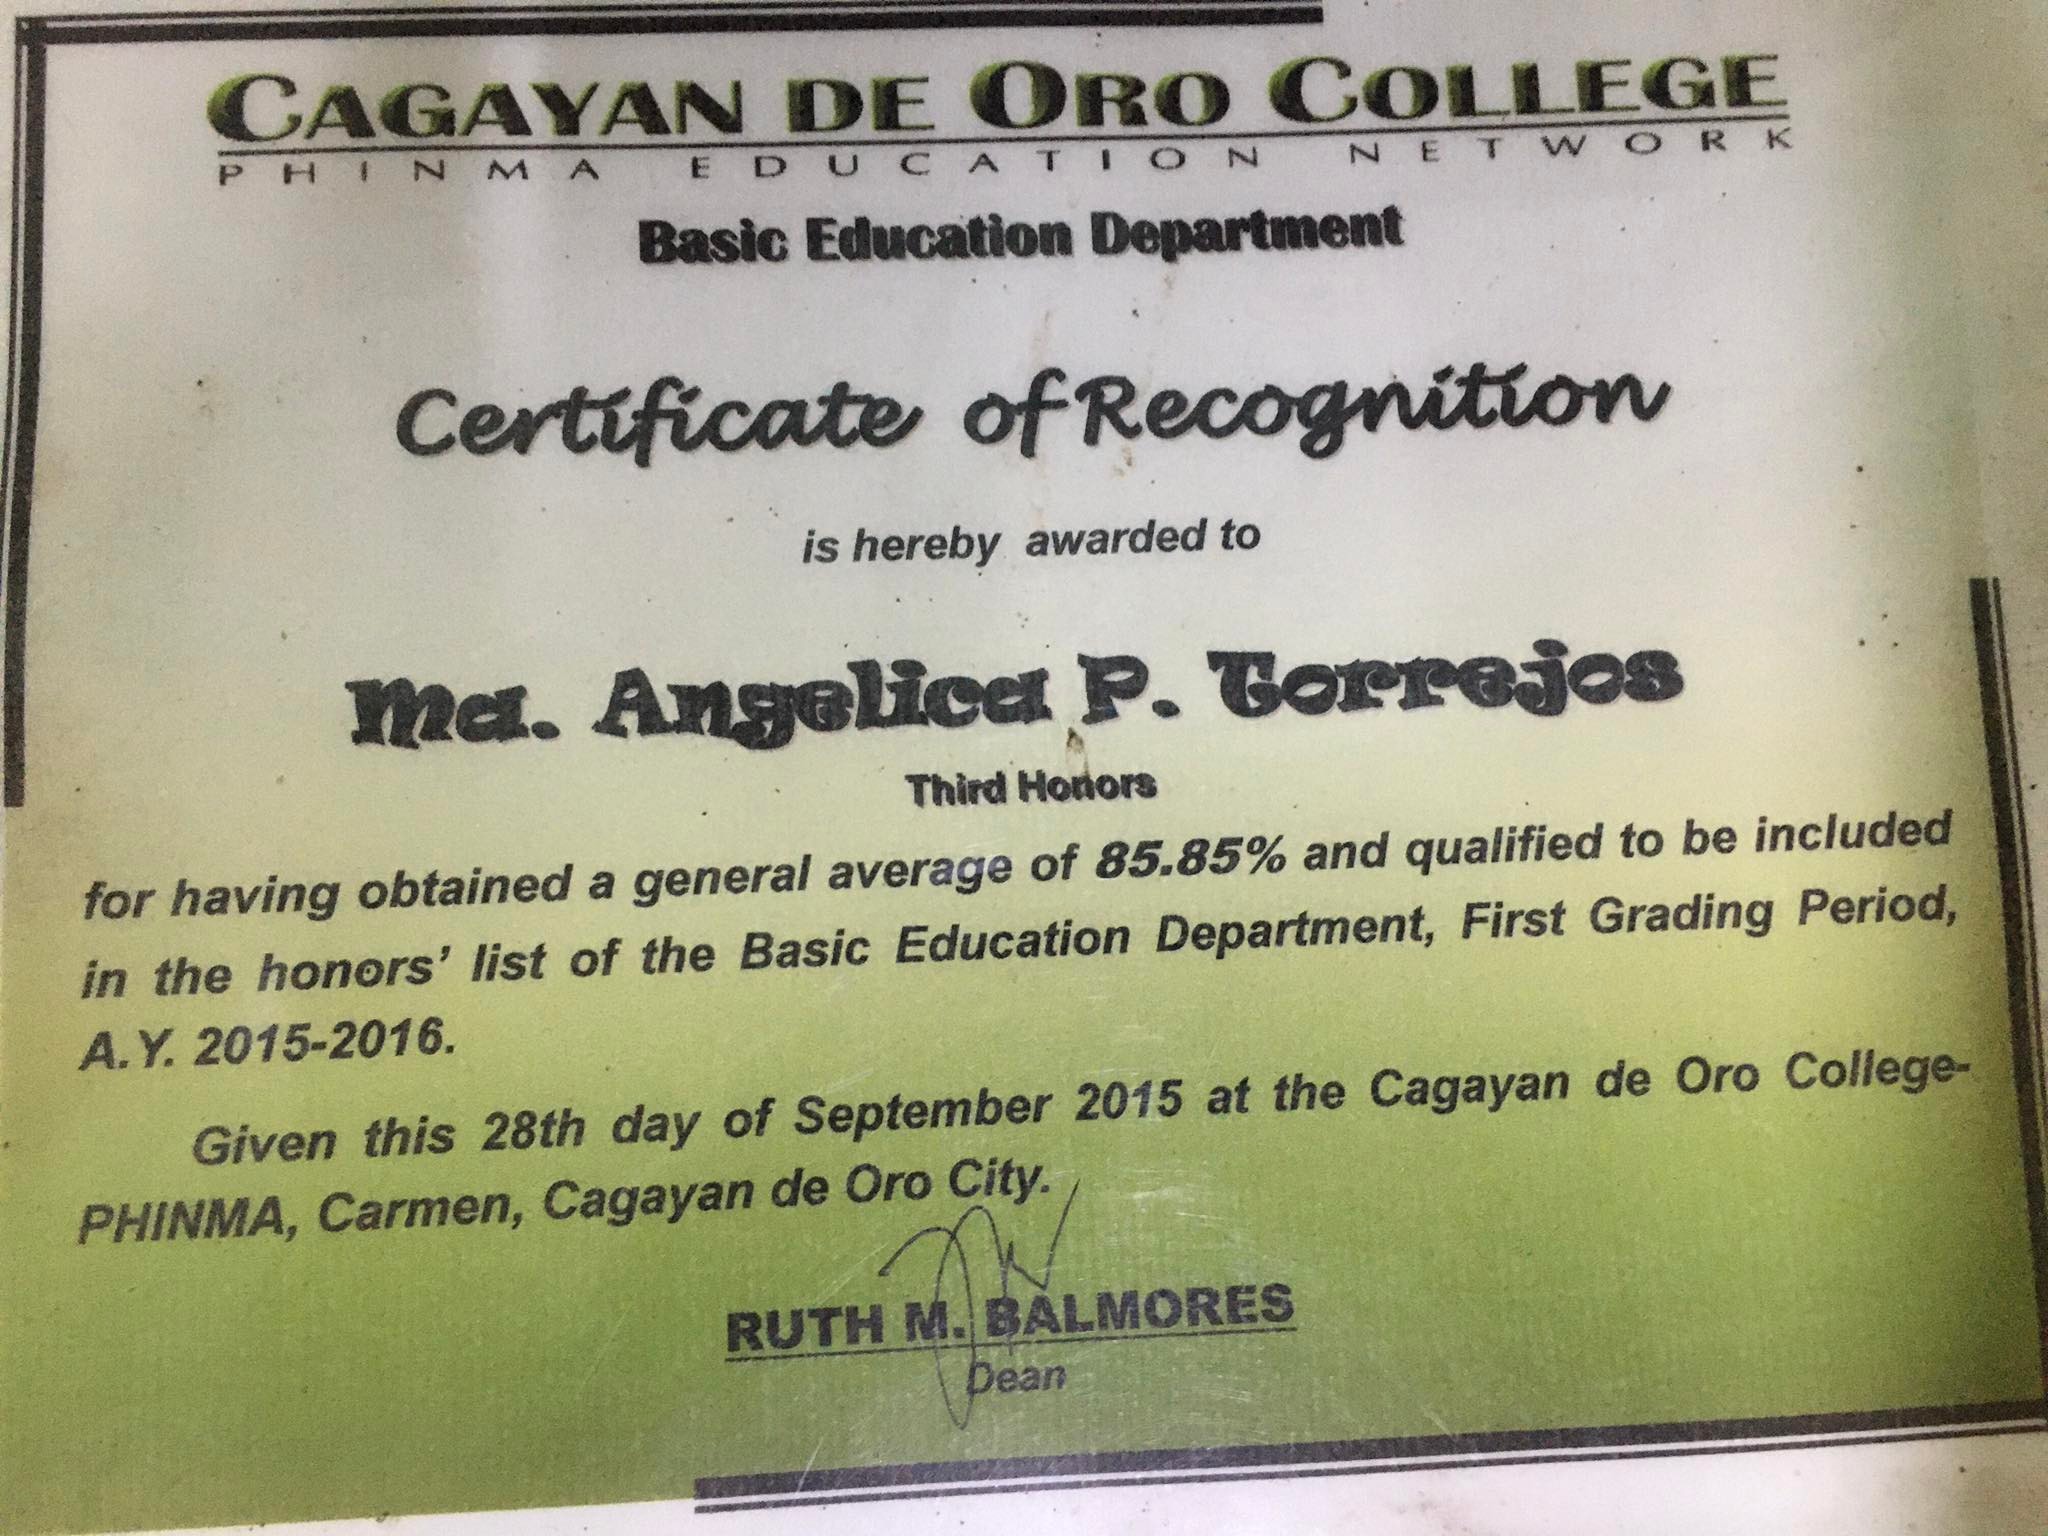 CAGAYAN DE ORO COLLEGE
PHINMA EDUCATION NETWORK
Basic Education Department
Certificate of Recognition
is hereby awarded to
Ma. Angelica P. Torrejos
Third Honors
for having obtained a general average of 85.85% and qualified to be included
in the honors' list of the Basic Education Department, First Grading Period,
A.Y. 2015-2016.
Given this 28th day of September 2015 at the Cagayan de Oro College-
PHINMA, Carmen, Cagayan de Oro City.
RUTH M. BALMORES
Dean